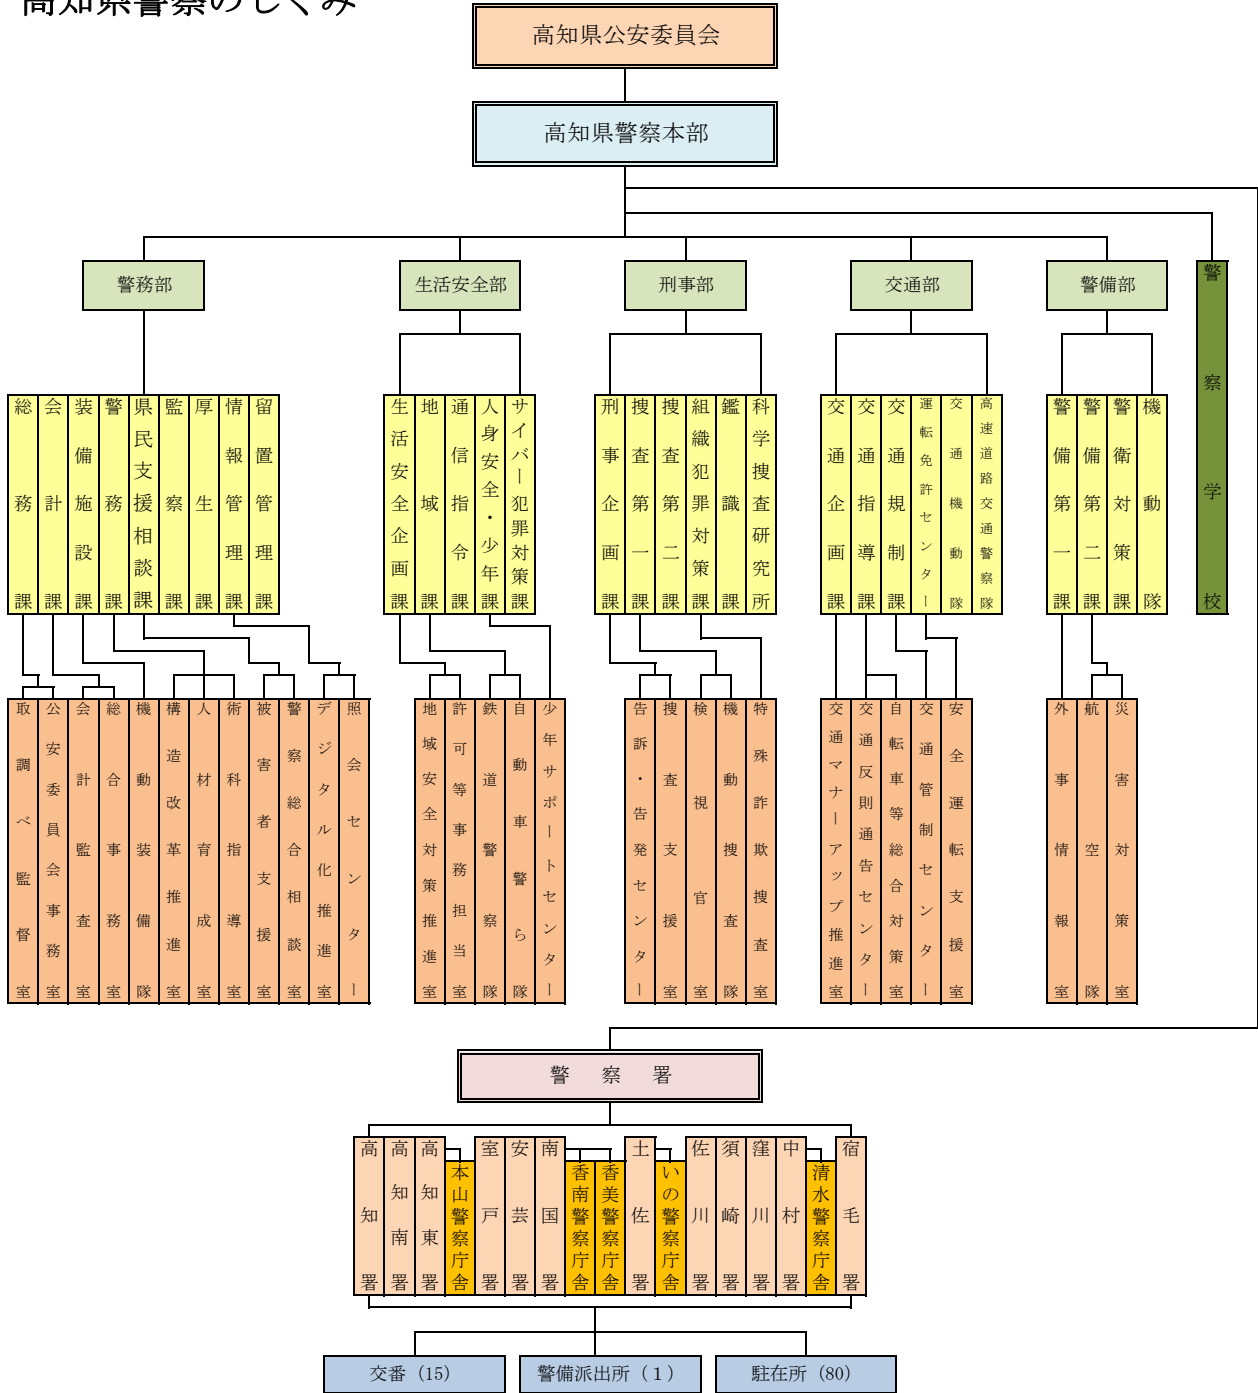 高知県警察のしくみ
高知県公安委員会
高知県警察本部
警務部
生活安全部
刑事部
交通部
警備部
警察学校
総務課
会計課
装備施設課
警務課
県民支援相談課
監察課
厚生課
情報管理課
留置管理課
生活安全企画課
地域課
通信指令課
人身安全・少年課
サイバー犯罪対策課
刑事企画課
捜査第一課
捜査第二課
組織犯罪対策課
鑑識課
科学捜査研究所
交通企画課
交通指導課
交通規制課
運転免許センター
交通機動隊
高速道路交通警察隊
警備第一課
警備第二課
警衛対策課
機動隊
取調べ監督室
公安委員会事務室
会計監査室
総合事務室
機動装備隊
構造改革推進室
人材育成室
術科指導室
被害者支援室
警察総合相談室
デジタル化推進室
照会センター
地域安全対策推進室
許可等事務担当室
鉄道警察隊
自動車警ら隊
少年サポートセンター
告訴・告発センター
捜査支援室
検視官室
機動捜査隊
特殊詐欺捜査室
交通マナーアップ推進室
交通反則通告センター
自転車等総合対策室
交通管制センター
安全運転支援室
外事情報室
航空隊
災害対策室
警察署
高知署
高知南署
高知東署
本山警察庁舎
室戸署
安芸署
南国署
香南警察庁舎
香美警察庁舎
土佐署
いの警察庁舎
佐川署
須崎署
窪川署
中村署
清水警察庁舎
宿毛署
交番（15）
警備派出所（１）
駐在所（80）